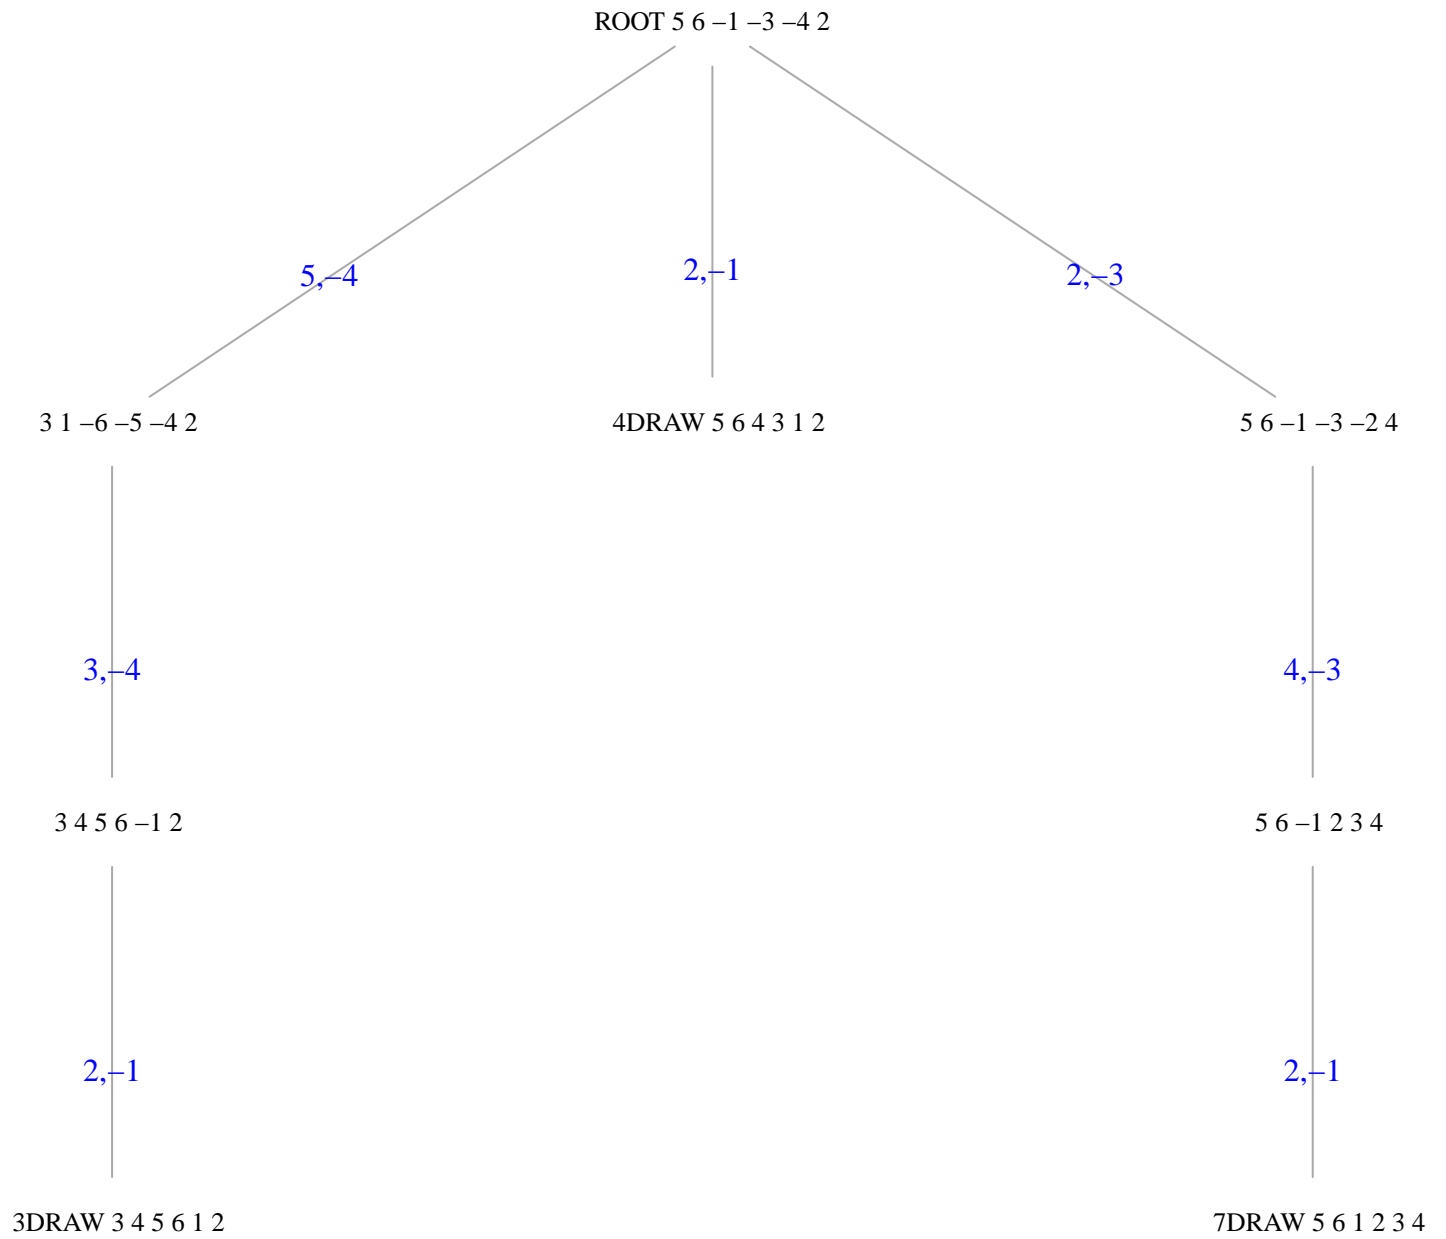 ROOT 5 6 –1 –3 –4 2
5,–4
2,–1
2,–3
3 1 –6 –5 –4 2
4DRAW 5 6 4 3 1 2
5 6 –1 –3 –2 4
3,–4
4,–3
3 4 5 6 –1 2
5 6 –1 2 3 4
2,–1
2,–1
3DRAW 3 4 5 6 1 2
7DRAW 5 6 1 2 3 4